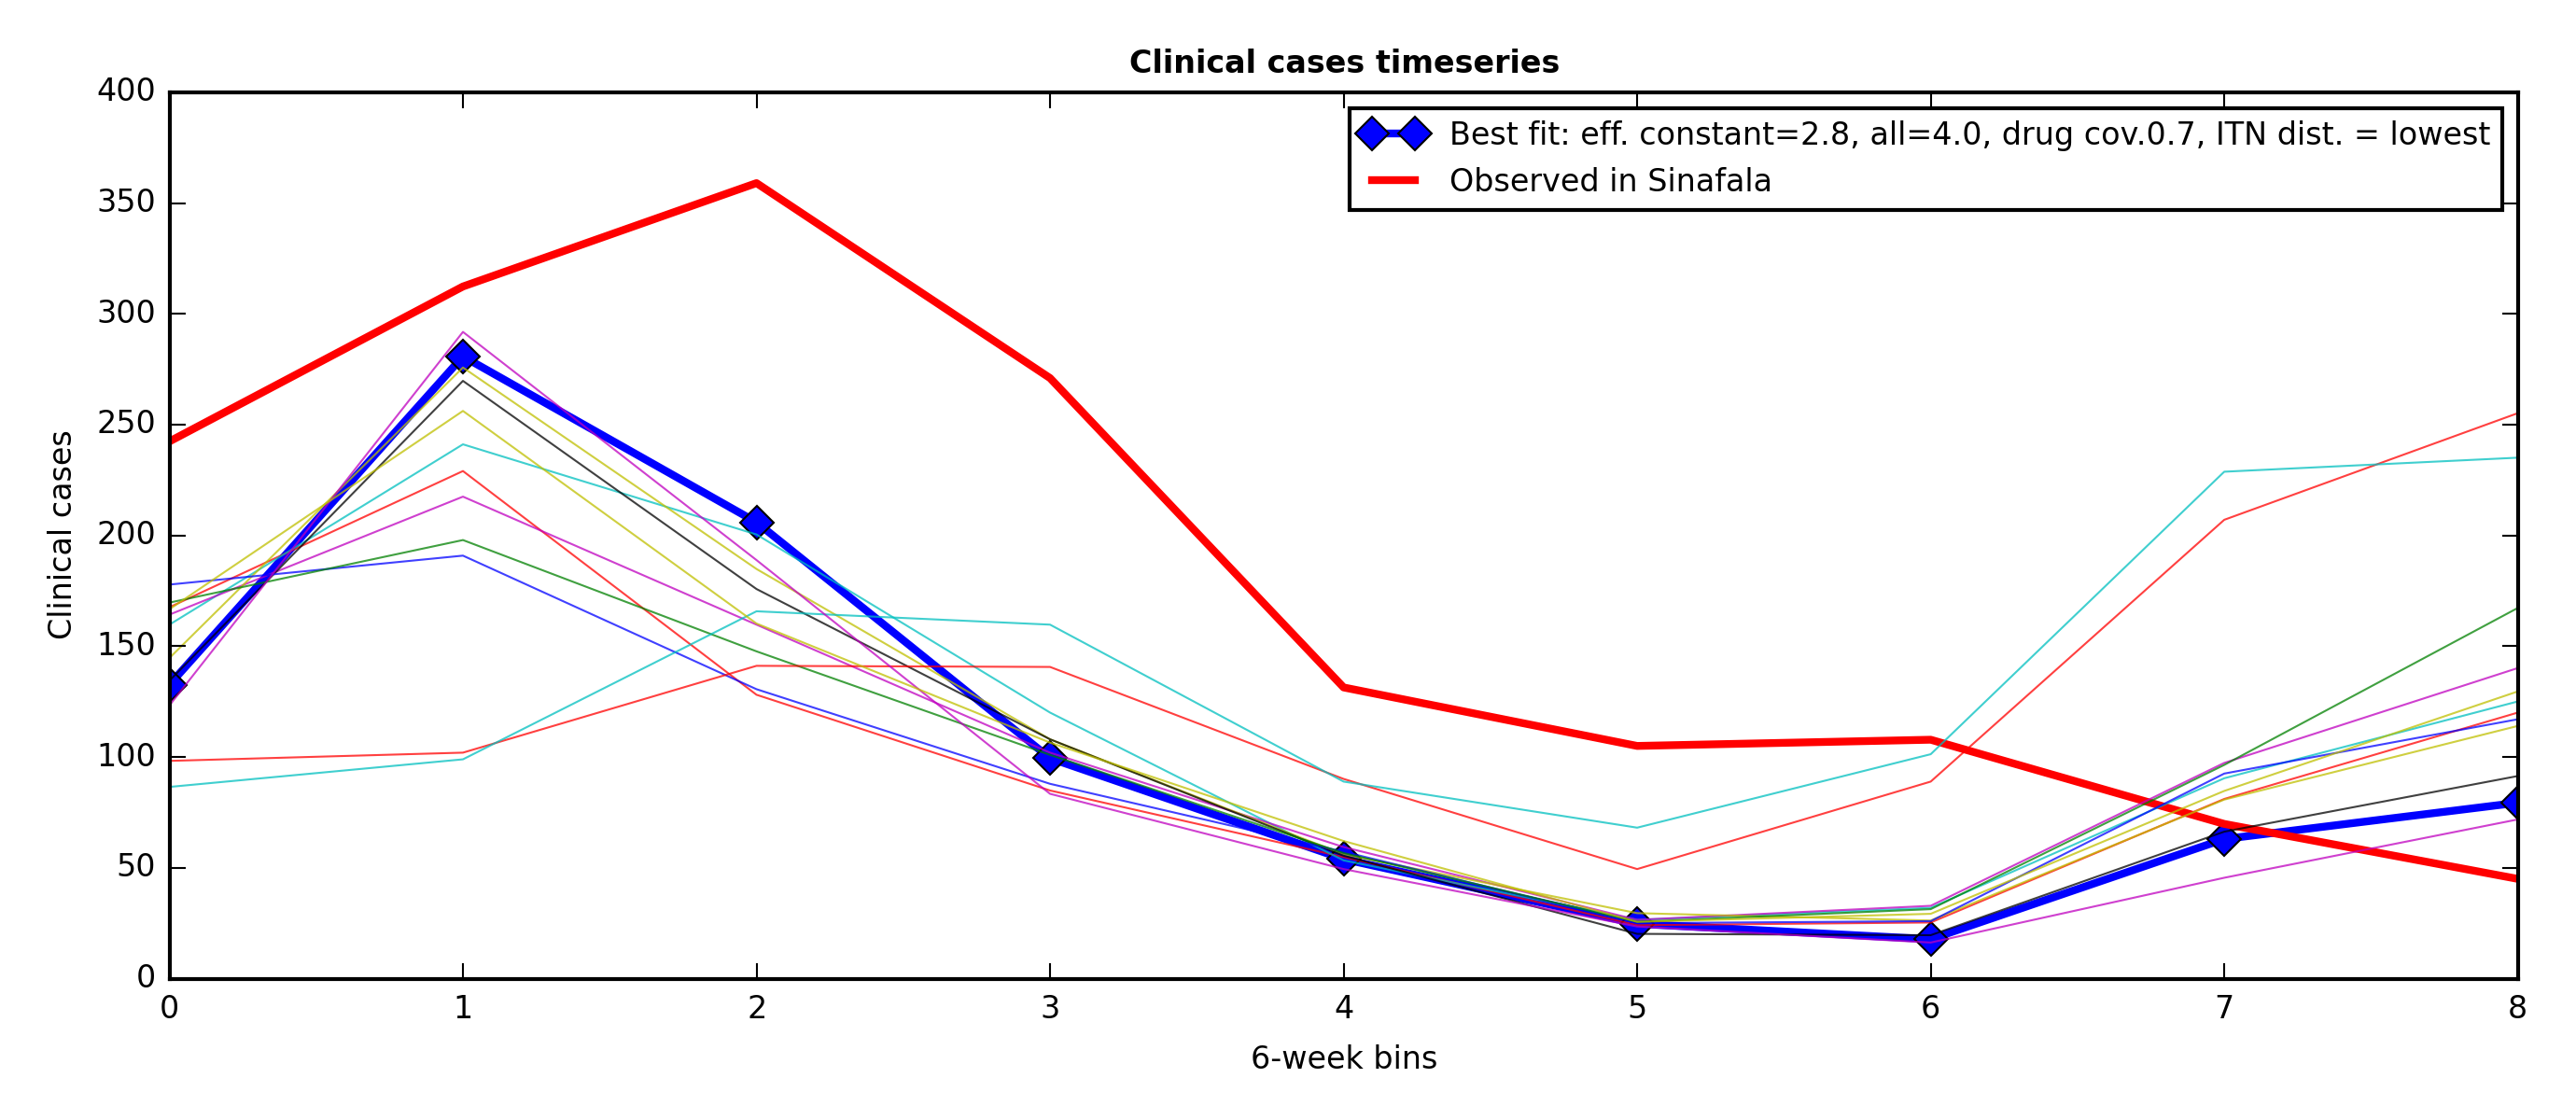 Clinical cases timeseries
Best fit: eff. constant=2.8, all=4.0, drug cov.0.7, ITN dist. = lowest
Observed in Sinafala
400
350
300
250
200
150
100
50
0
Clinical cases
0 1 2 3 4 5 6 7 8
6-week bins